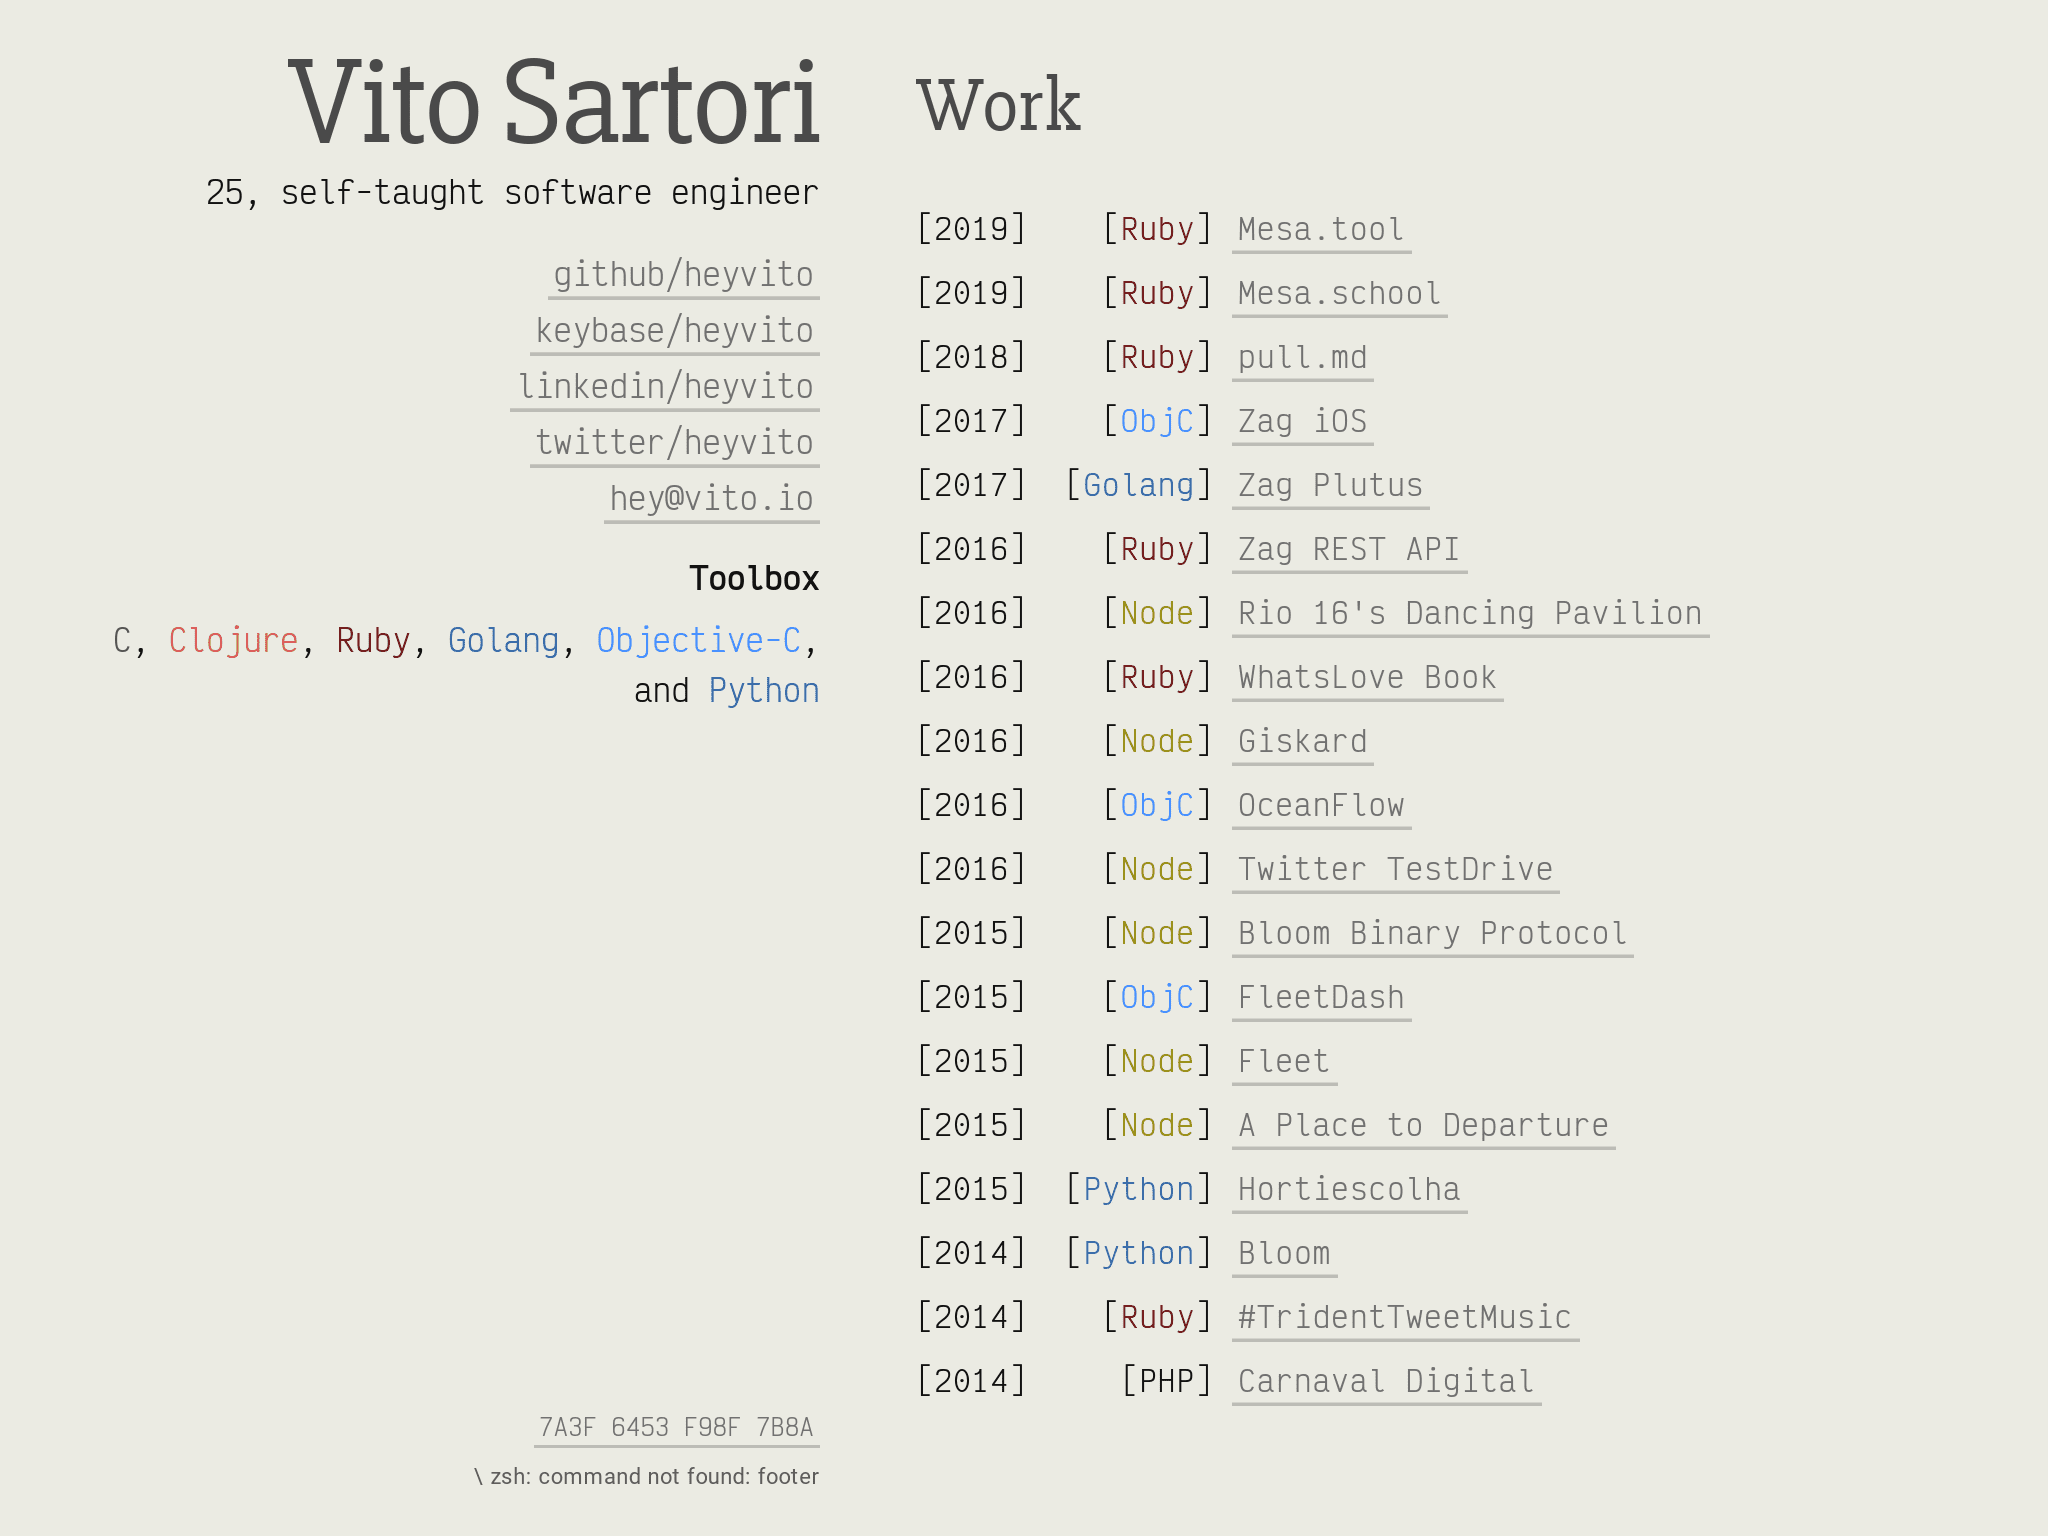 Vito Sartori
25, self-taught software engineer
github/heyvito
keybase/heyvito
linkedin/heyvito
twitter/heyvito
hey@vito.io
Toolbox
C, Clojure, Ruby, Golang, Objective-C,
and Python
7A3F 6453 F98F 7B8A
\ zsh: command not found: footer
Work
[2019] [Ruby] Mesa.tool
[2019] [Ruby] Mesa.school
[2018] [Ruby] pull.md
[2017] [ObjC] Zag iOS
[2017] [Golang] Zag Plutus
[2016] [Ruby] Zag REST API
[2016] [Node] Rio 16's Dancing Pavilion
[2016] [Ruby] WhatsLove Book
[2016] [Node] Giskard
[2016] [ObjC] OceanFlow
[2016] [Node] Twitter TestDrive
[2015] [Node] Bloom Binary Protocol
[2015] [ObjC] FleetDash
[2015] [Node] Fleet
[2015] [Node] A Place to Departure
[2015] [Python] Hortiescolha
[2014] [Python] Bloom
[2014] [Ruby] #TridentTweetMusic
[2014] [PHP] Carnaval Digital